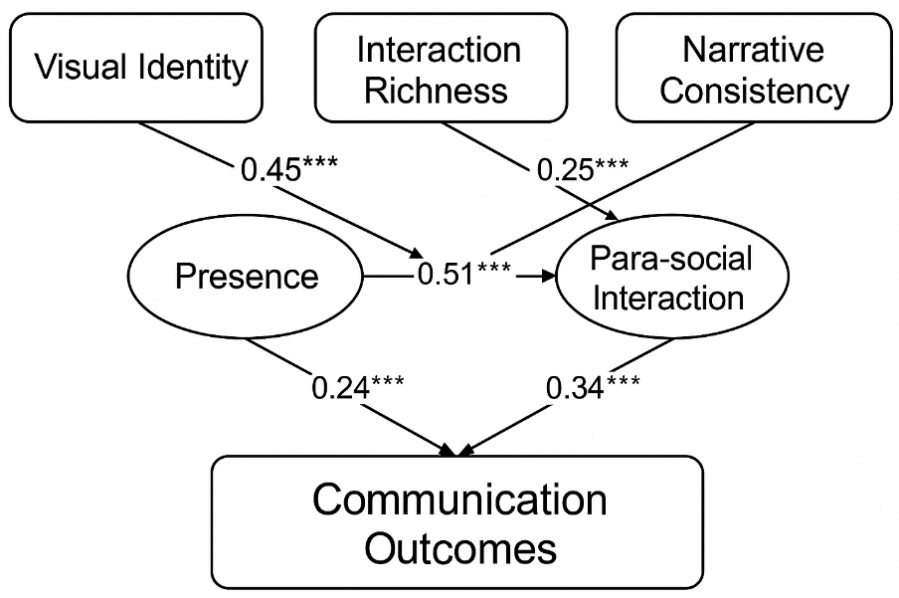 Visual Identity
Interaction
Richness
Narrative
Consistency
0.45***
0.25***
Presence
0.51***
Para-social
Interaction
0.24***
0.34***
Communication
Outcomes